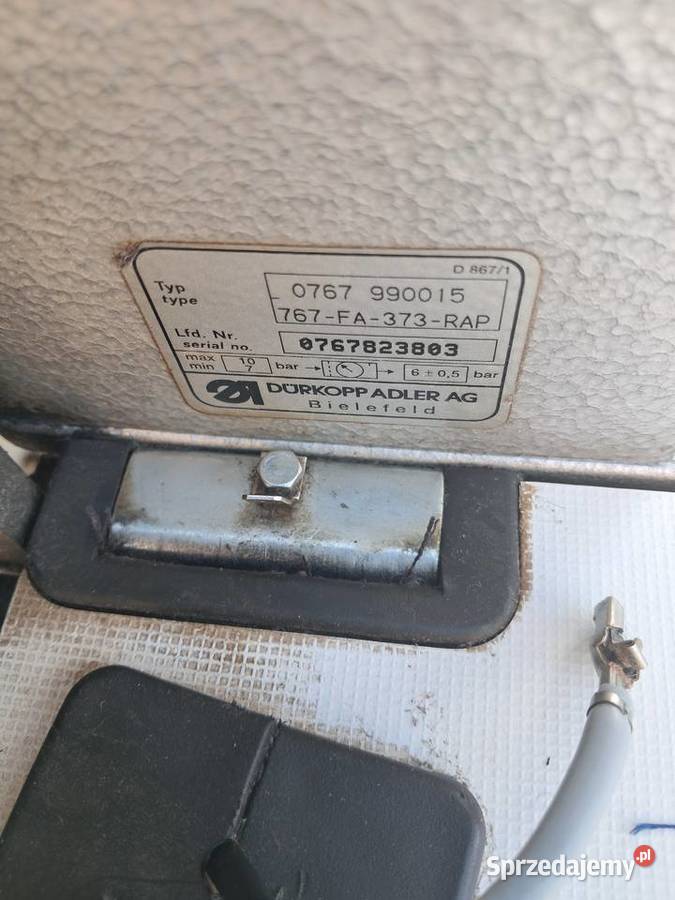 D 867/1
Typ
type
0767 990015
767-FA-373-RAP
Lfd. Nr.
serial no.
0767823803
max
min
10
7
bar
6 ± 0,5
bar
DÜRKOPP ADLER AG
Bielefeld
Sprzedajemy.pl